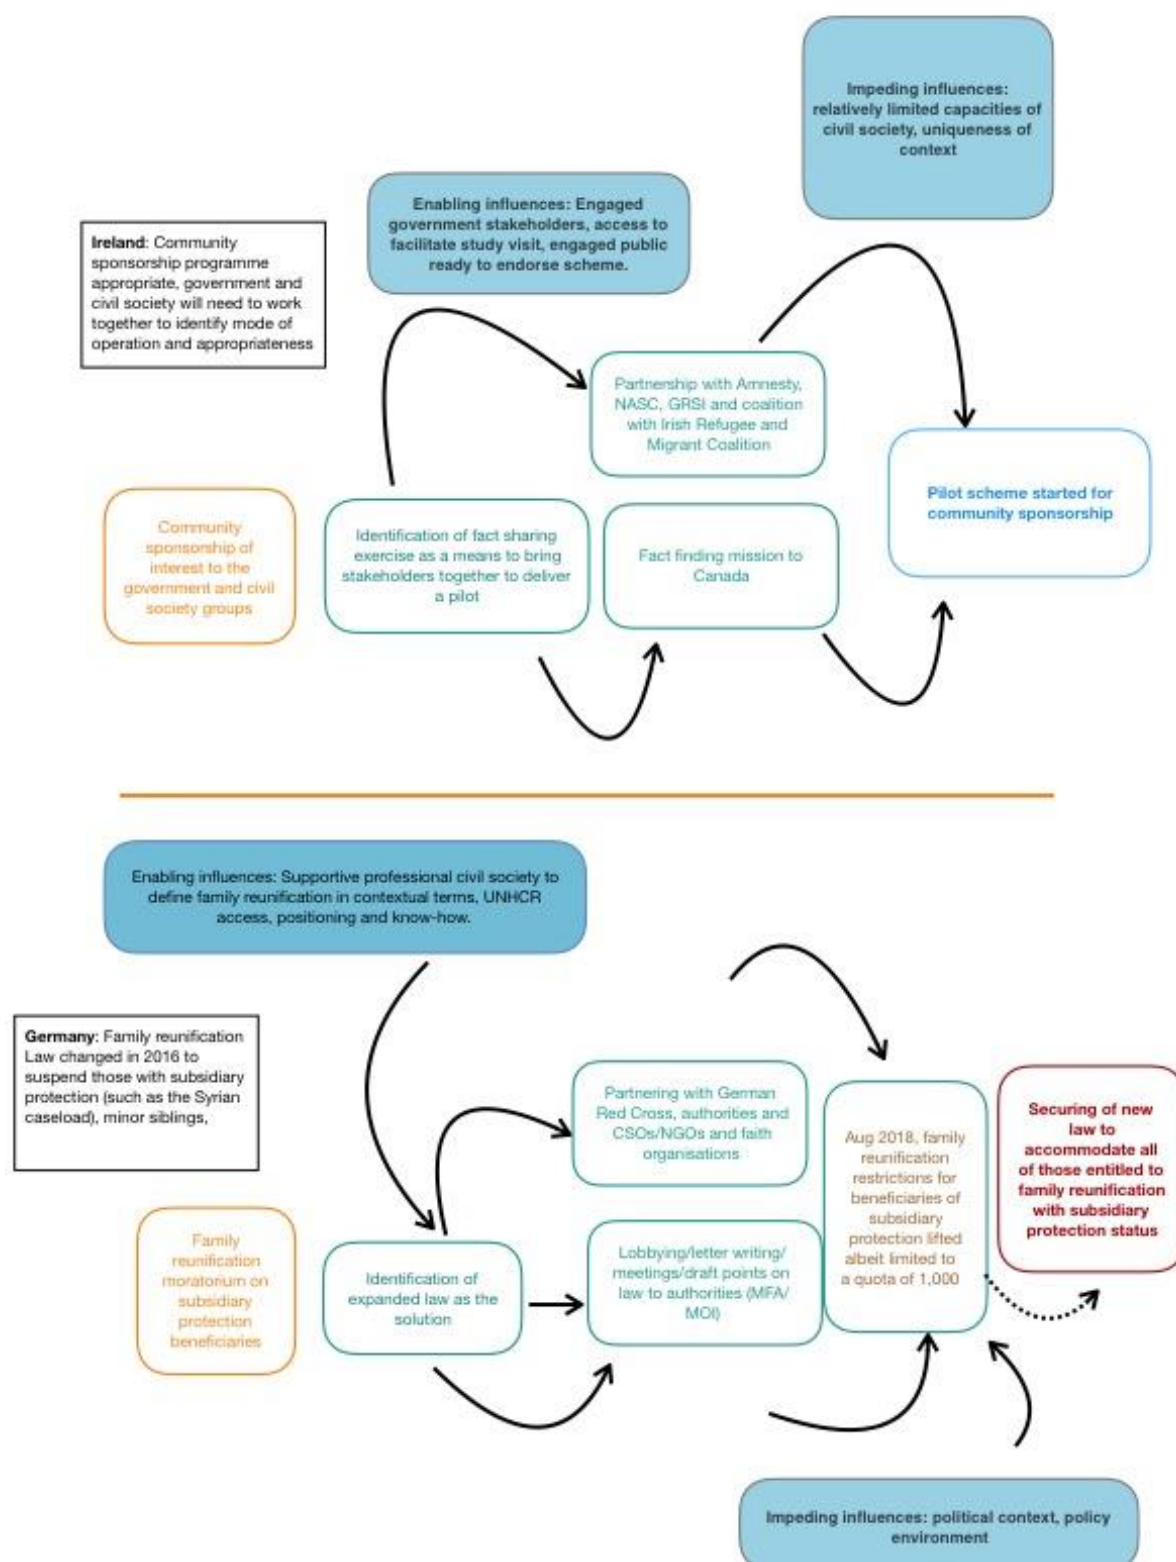 Impeding influences:
relatively limited capacities of
civil society, uniqueness of
context
Enabling influences: Engaged
government stakeholders, access to
facilitate study visit, engaged public
ready to endorse scheme.
Ireland: Community
sponsorship programme
appropriate, government and
civil society will need to work
together to identify mode of
operation and appropriateness
Partnership with Amnesty,
NASC, GRSI and coalition
with Irish Refugee and
Migrant Coalition
Pilot scheme started for
community sponsorship
Community
sponsorship of
interest to the
government and civil
society groups
Identification of fact sharing
exercise as a means to bring
stakeholders together to deliver
a pilot
Fact finding mission to
Canada
Enabling influences: Supportive professional civil society to
define family reunification in contextual terms, UNHCR
access, positioning and know-how.
Germany: Family reunification
Law changed in 2016 to
suspend those with subsidiary
protection (such as the Syrian
caseload), minor siblings,
Partnering with German
Red Cross, authorities and
CSOs/NGOs and faith
organisations
Aug 2018, family
reunification
restrictions for
beneficiaries of
subsidiary
protection lifted
albeit limited to
a quota of 1,000
Securing of new
law to
accommodate all
of those entitled to
family reunification
with subsidiary
protection status
Family
reunification
moratorium on
subsidiary
protection
beneficiaries
Identification of
expanded law as the
solution
Lobbying/letter writing/
meetings/draft points on
law to authorities (MFA/
MOI)
Impeding influences: political context, policy
environment